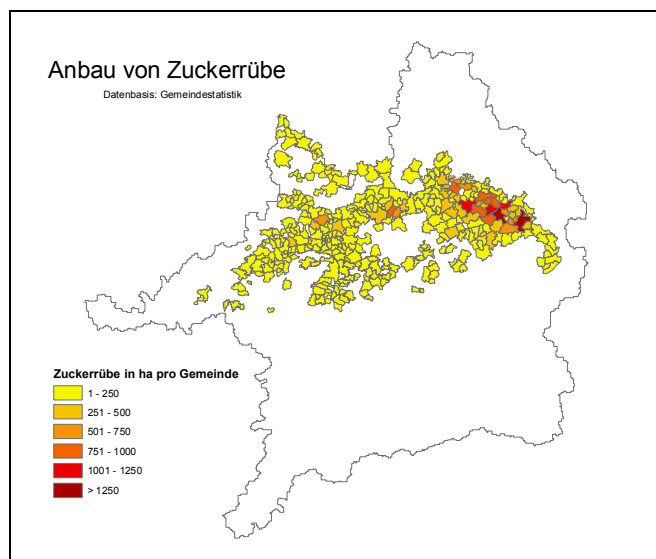 Anbau von Zuckerrübe
Datenbasis: Gemeindestatistik
Zuckerrübe in ha pro Gemeinde
1 - 250
251 - 500
501 - 750
751 - 1000
1001 - 1250
> 1250